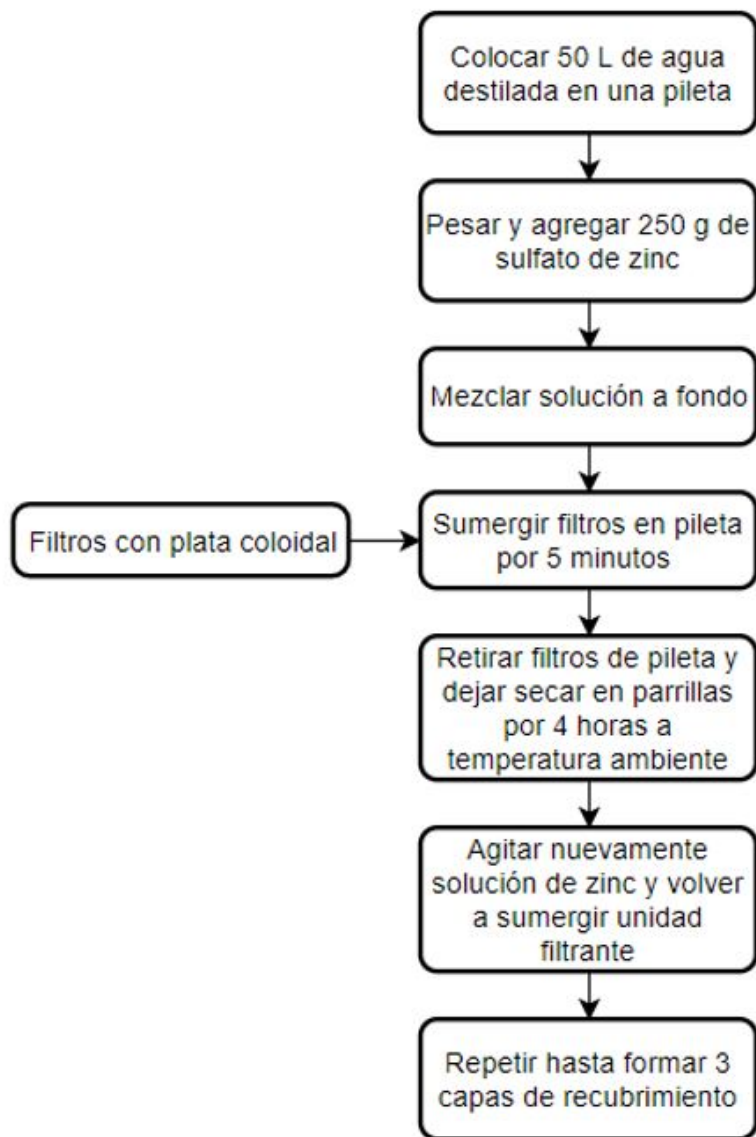 Colocar 50 L de agua
destilada en una pileta
Pesar y agregar 250 g de
sulfato de zinc
Mezclar solución a fondo
Filtros con plata coloidal
Sumergir filtros en pileta
por 5 minutos
Retirar filtros de pileta y
dejar secar en parrillas
por 4 horas a
temperatura ambiente
Agitar nuevamente
solución de zinc y volver
a sumergir unidad
filtrante
Repetir hasta formar 3
capas de recubrimiento